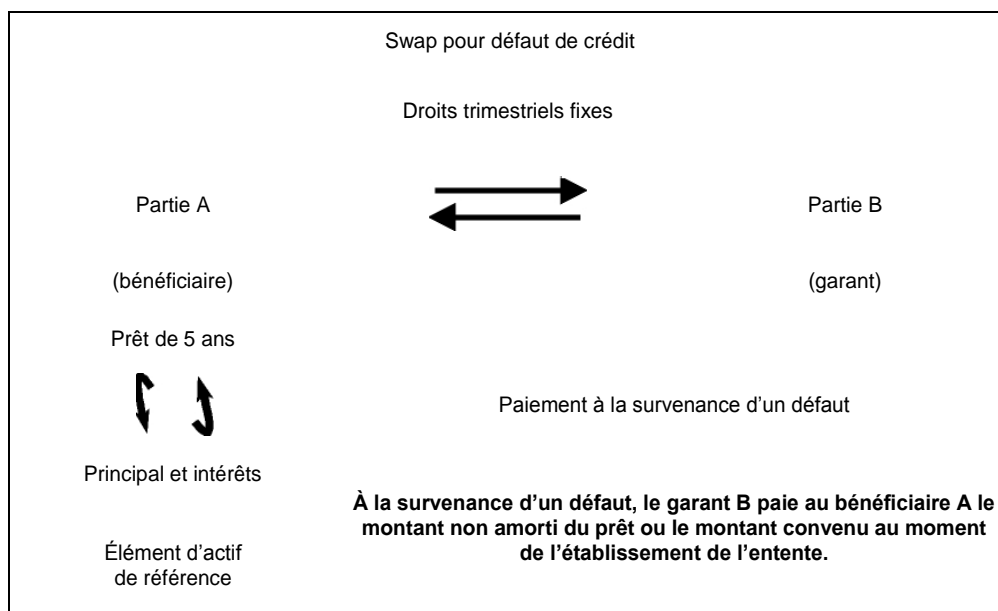 Swap pour défaut de crédit
Droits trimestriels fixes
Partie A
Partie B
(bénéficiaire)
(garant)
Prêt de 5 ans
Paiement à la survenance d’un défaut
Principal et intérêts
À la survenance d’un défaut, le garant B paie au bénéficiaire A le
montant non amorti du prêt ou le montant convenu au moment
de l’établissement de l’entente.
Élément d’actif
de référence